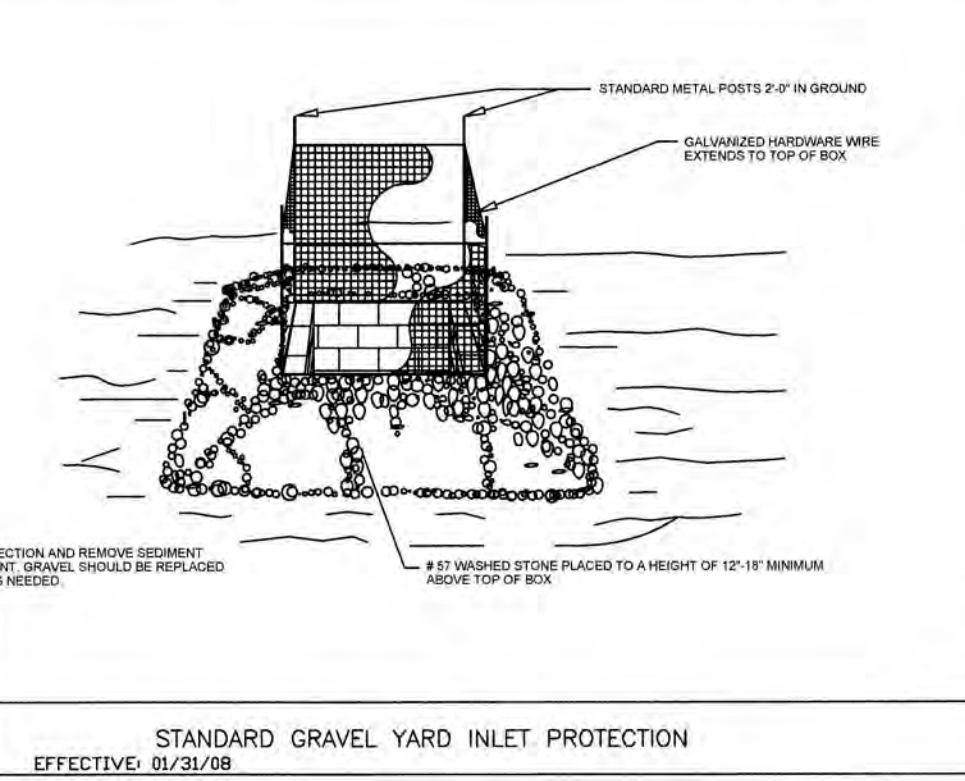 STANDARD METAL POSTS 2'-0" IN GROUND
GALVANIZED HARDWARE WIRE
EXTENDS TO TOP OF BOX
ECTION AND REMOVE SEDIMENT
NT. GRAVEL SHOULD BE REPLACED
S NEEDED.
# 57 WASHED STONE PLACED TO A HEIGHT OF 12"-18" MINIMUM
ABOVE TOP OF BOX
STANDARD GRAVEL YARD INLET PROTECTION
EFFECTIVE: 01/31/08